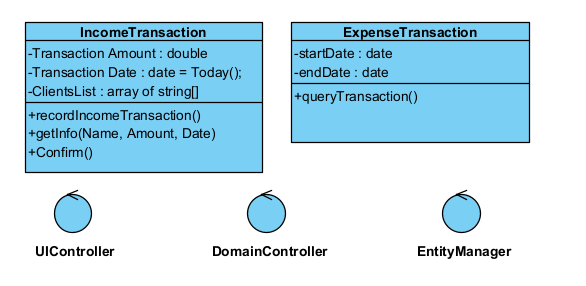 IncomeTransaction
-Transaction Amount : double
-Transaction Date : date = Today();
-ClientsList : array of string[]
+recordIncomeTransaction()
+getInfo(Name, Amount, Date)
+Confirm()
ExpenseTransaction
-startDate : date
-endDate : date
+queryTransaction()
UIController
DomainController
EntityManager